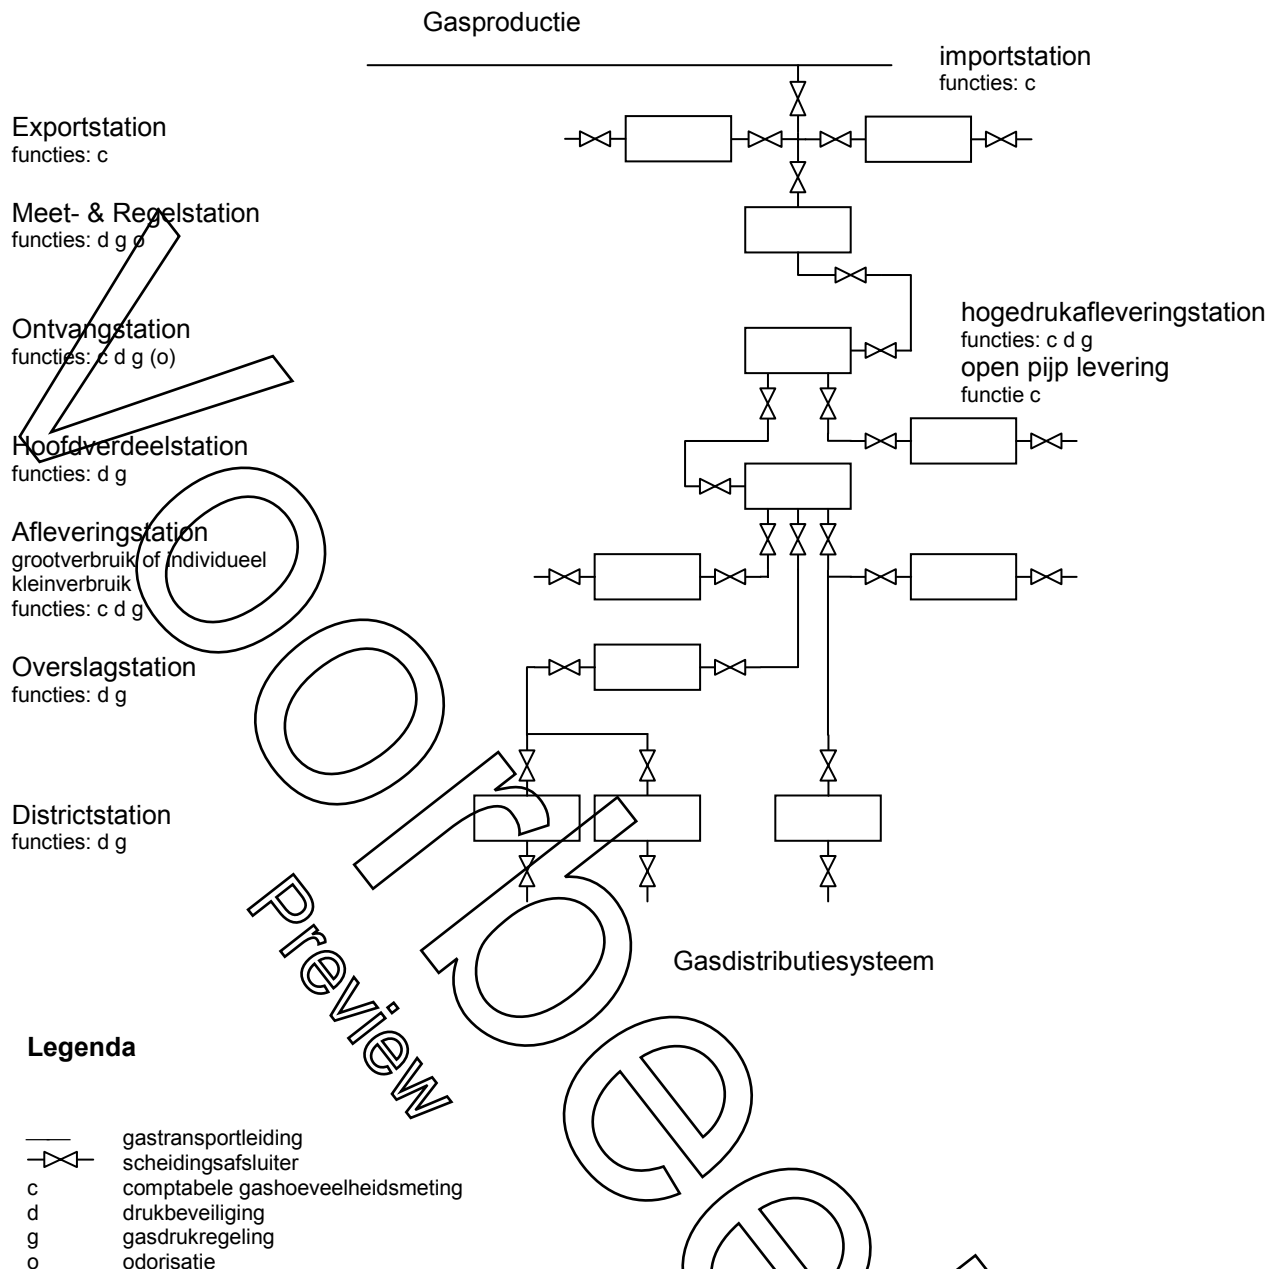 Gasproductie
importstation
functies: c
Exportstation
functies: c
Meet- & Regelstation
functies: d g o
Ontvangstation
functies: c d g (o)
hogedrukafleveringstation
functies: c d g
open pijp levering
functie c
Hoofdverdeelstation
functies: d g
Afleveringstation
grootverbruik of individueel
kleinverbruik
functies: c d g
Overslagstation
functies: d g
Districtstation
functies: d g
Gasdistributiesysteem
Legenda
gastransportleiding
scheidingsafsluiter
c comptabele gashoeveelheidsmeting
d drukbeveiliging
g gasdrukregeling
o odorisatie
Voorbee
Preview